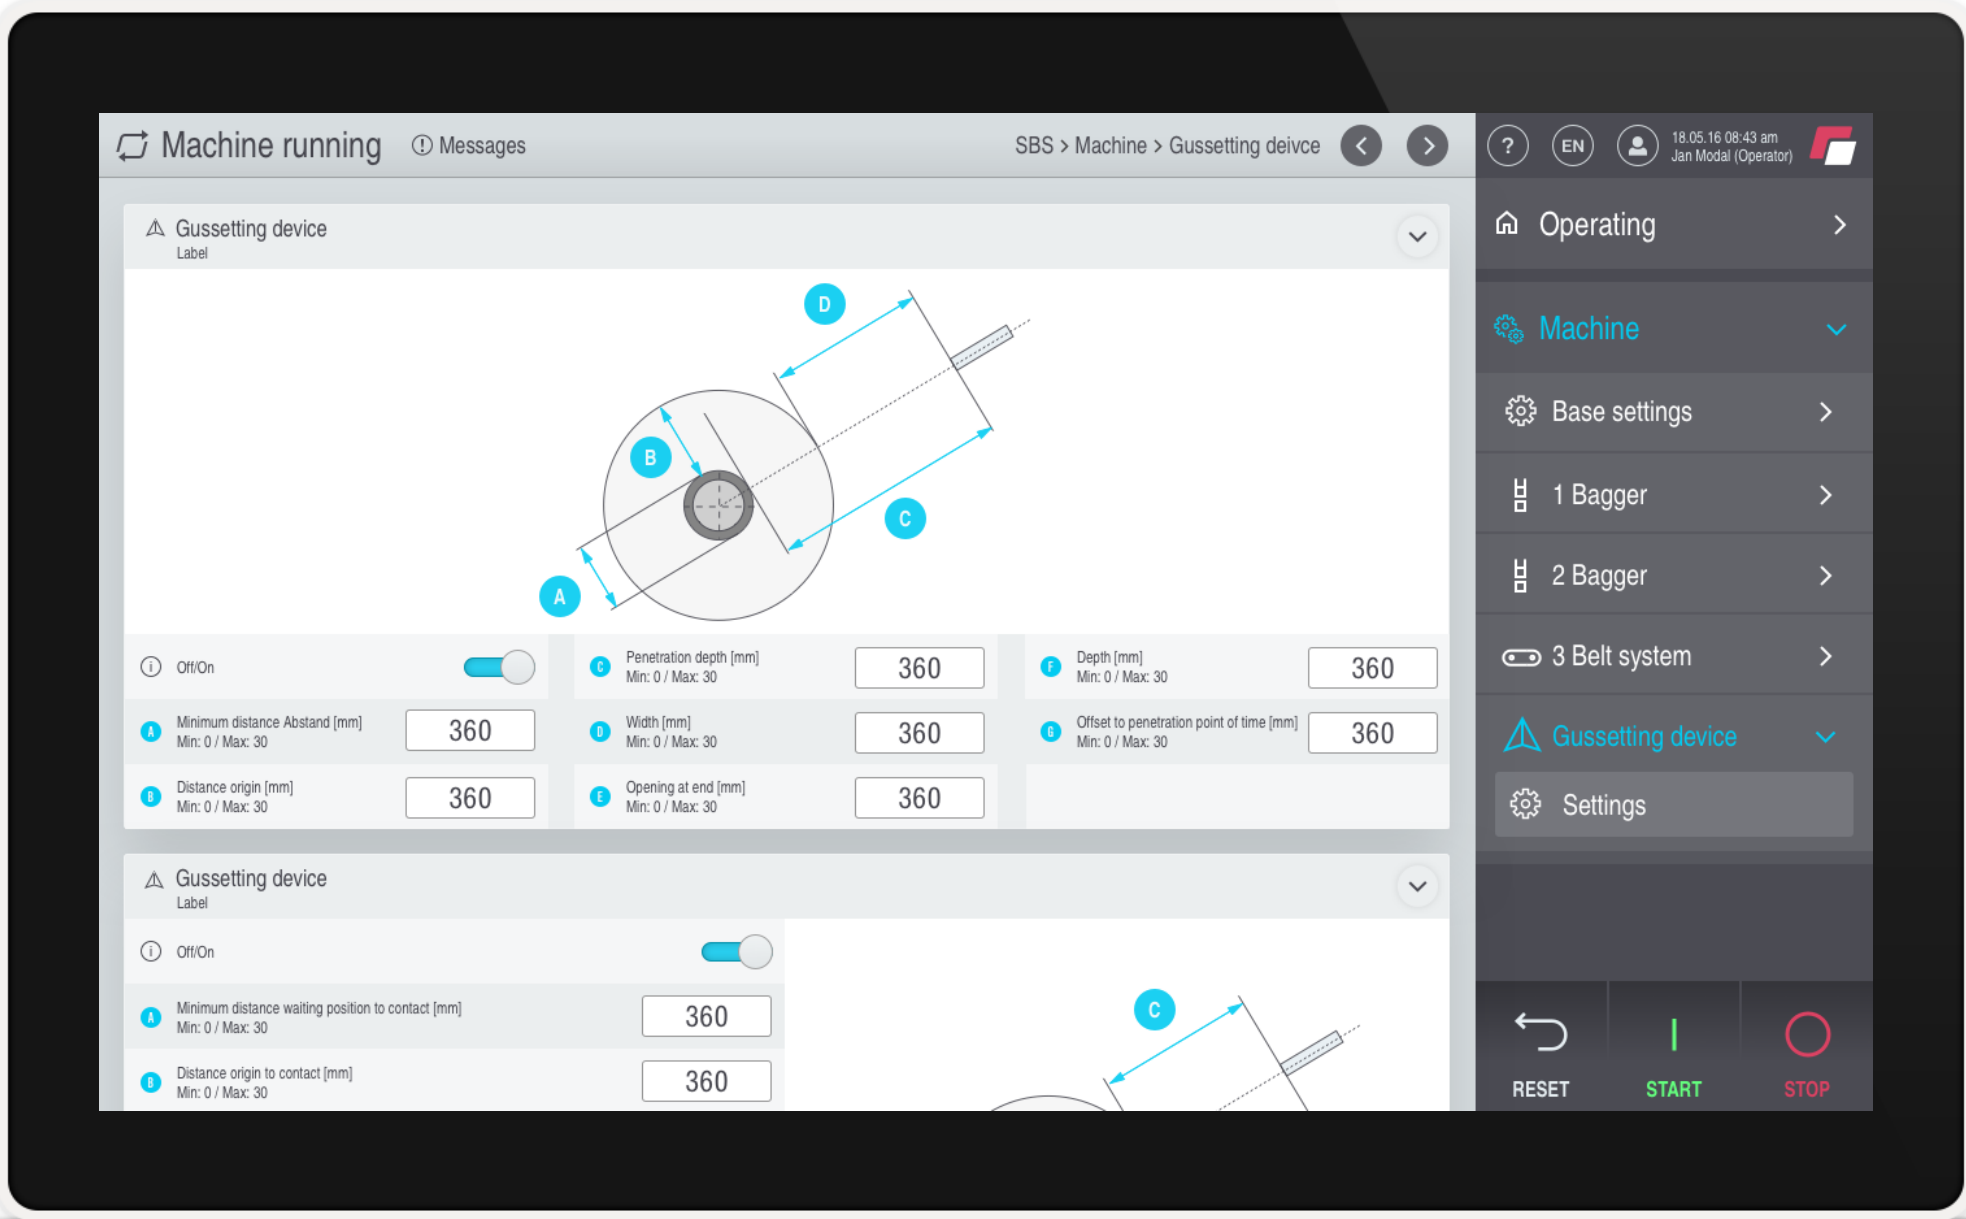 Machine running
Messages
SBS > Machine > Gussetting deivce
?
EN
18.05.16 08:43 am
Jan Modal (Operator)
Gussetting device
Label
D
B
C
A
Off/On
A
Minimum distance Abstand [mm]
Min: 0 / Max: 30
360
B
Distance origin [mm]
Min: 0 / Max: 30
360
C
Penetration depth [mm]
Min: 0 / Max: 30
360
D
Width [mm]
Min: 0 / Max: 30
360
E
Opening at end [mm]
Min: 0 / Max: 30
360
F
Depth [mm]
Min: 0 / Max: 30
360
G
Offset to penetration point of time [mm]
Min: 0 / Max: 30
360
Gussetting device
Label
Off/On
A
Minimum distance waiting position to contact [mm]
Min: 0 / Max: 30
360
B
Distance origin to contact [mm]
Min: 0 / Max: 30
360
C
Operating
Machine
Base settings
1 Bagger
2 Bagger
3 Belt system
Gussetting device
Settings
RESET
START
STOP